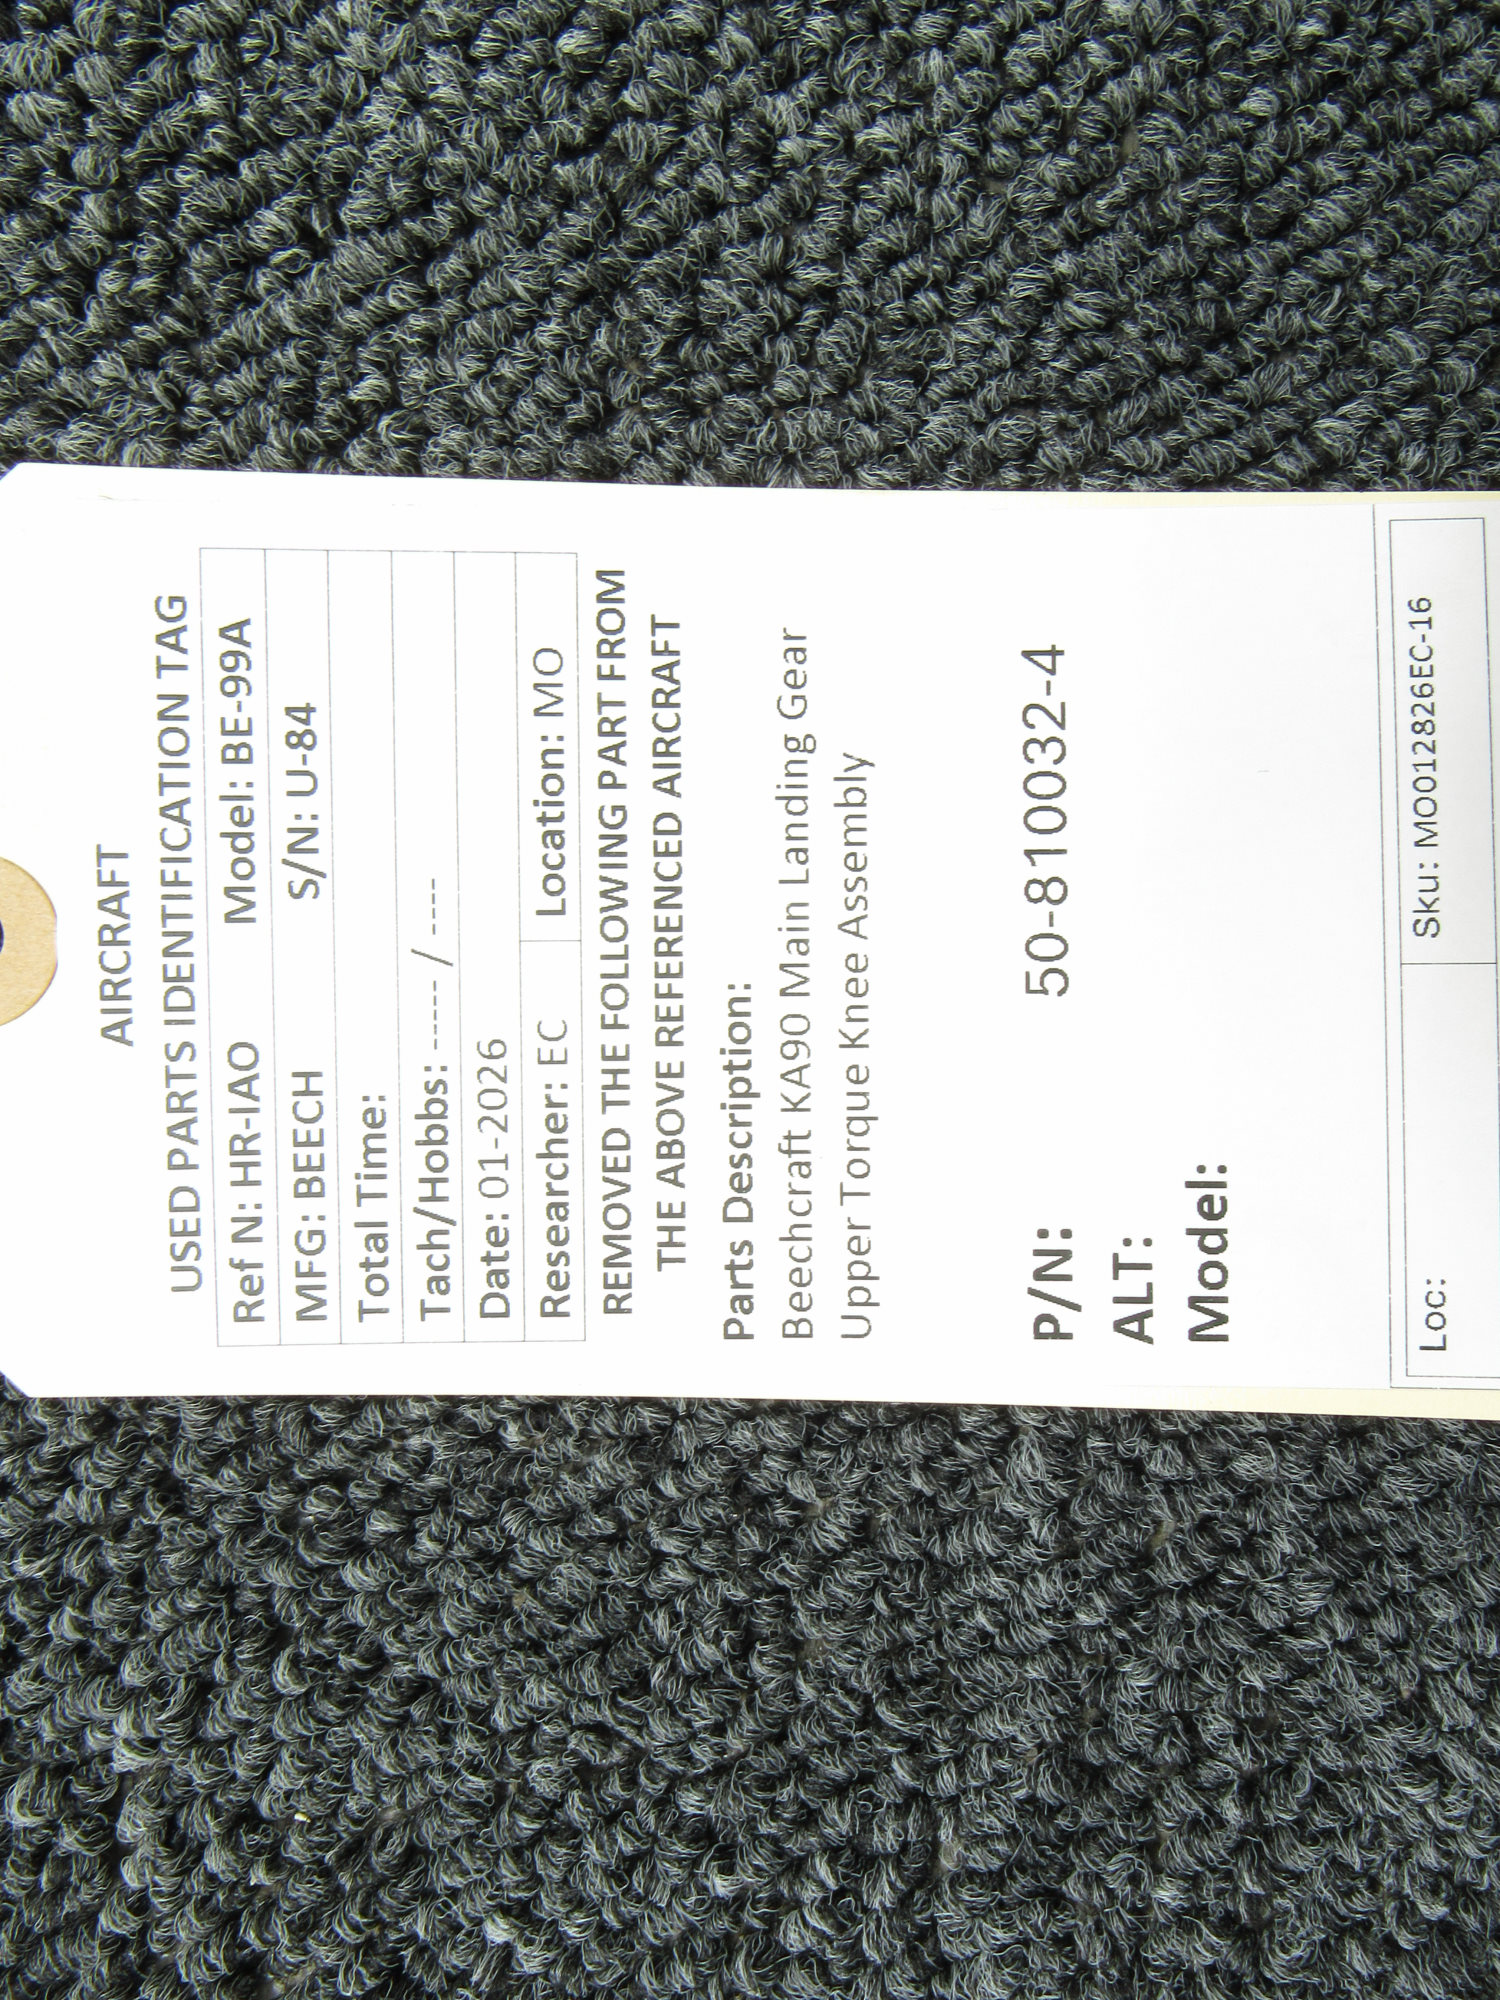 AIRCRAFT
USED PARTS IDENTIFICATION TAG
Ref N: HR-IAO Model: BE-99A
MFG: BEECH S/N: U-84
Total Time:
Tach/Hobbs: ----- / ----
Date: 01-2026
Researcher: EC Location: MO
REMOVED THE FOLLOWING PART FROM
THE ABOVE REFERENCED AIRCRAFT
Parts Description:
Beechcraft KA90 Main Landing Gear
Upper Torque Knee Assembly
P/N: 50-810032-4
ALT:
Model:
Loc: Sku: MO012826EC-16